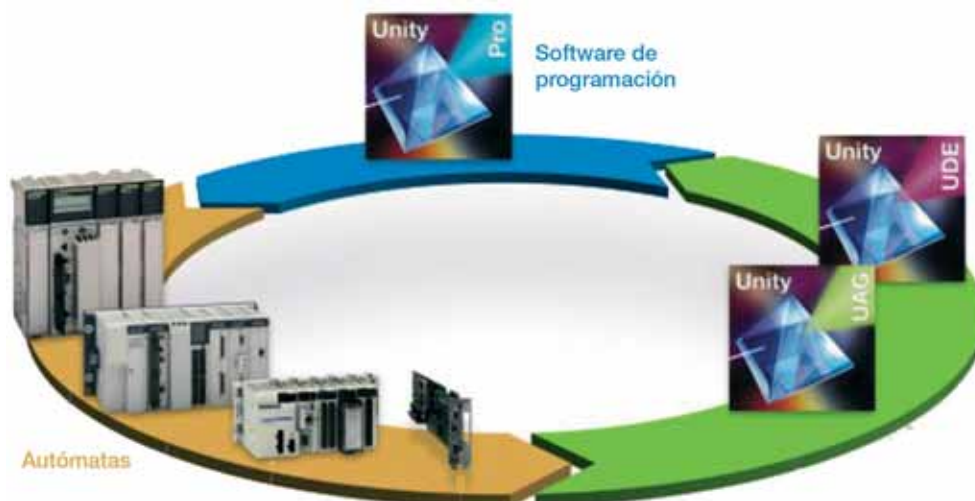 Unity
Pro
Software de
programación
Unity
UDE
Unity
UAG
Autómatas